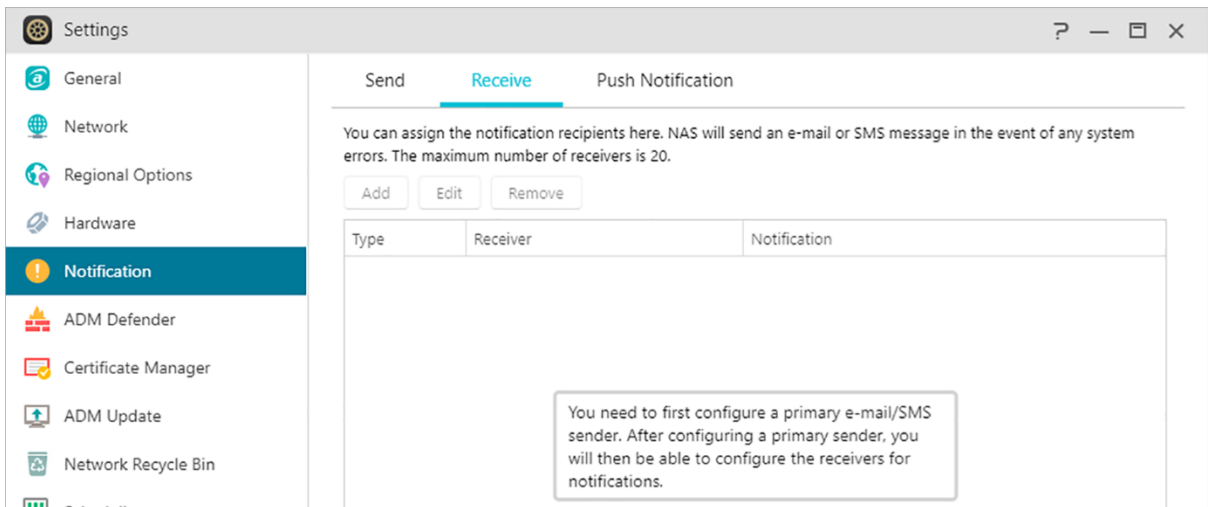 Settings
General
Network
Regional Options
Hardware
Notification
ADM Defender
Certificate Manager
ADM Update
Network Recycle Bin
Send Receive Push Notification
You can assign the notification recipients here. NAS will send an e-mail or SMS message in the event of any system
errors. The maximum number of receivers is 20.
Add Edit Remove
Type Receiver Notification
You need to first configure a primary e-mail/SMS
sender. After configuring a primary sender, you
will then be able to configure the receivers for
notifications.